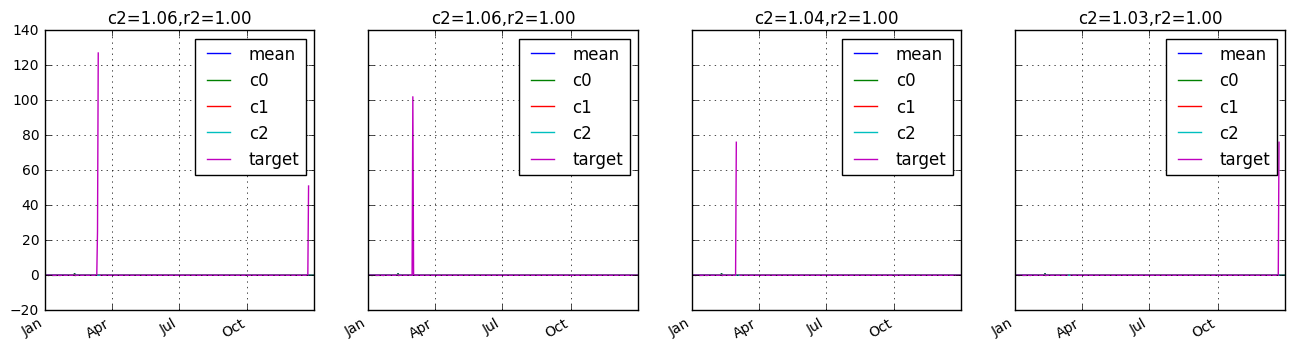 c2=1.06,r2=1.00
140
120
100
80
60
40
20
0
−20
Jan
Apr
Jul
Oct
mean
c0
c1
c2
target
c2=1.06,r2=1.00
Jan
Apr
Jul
Oct
mean
c0
c1
c2
target
c2=1.04,r2=1.00
Jan
Apr
Jul
Oct
mean
c0
c1
c2
target
c2=1.03,r2=1.00
Jan
Apr
Jul
Oct
mean
c0
c1
c2
target